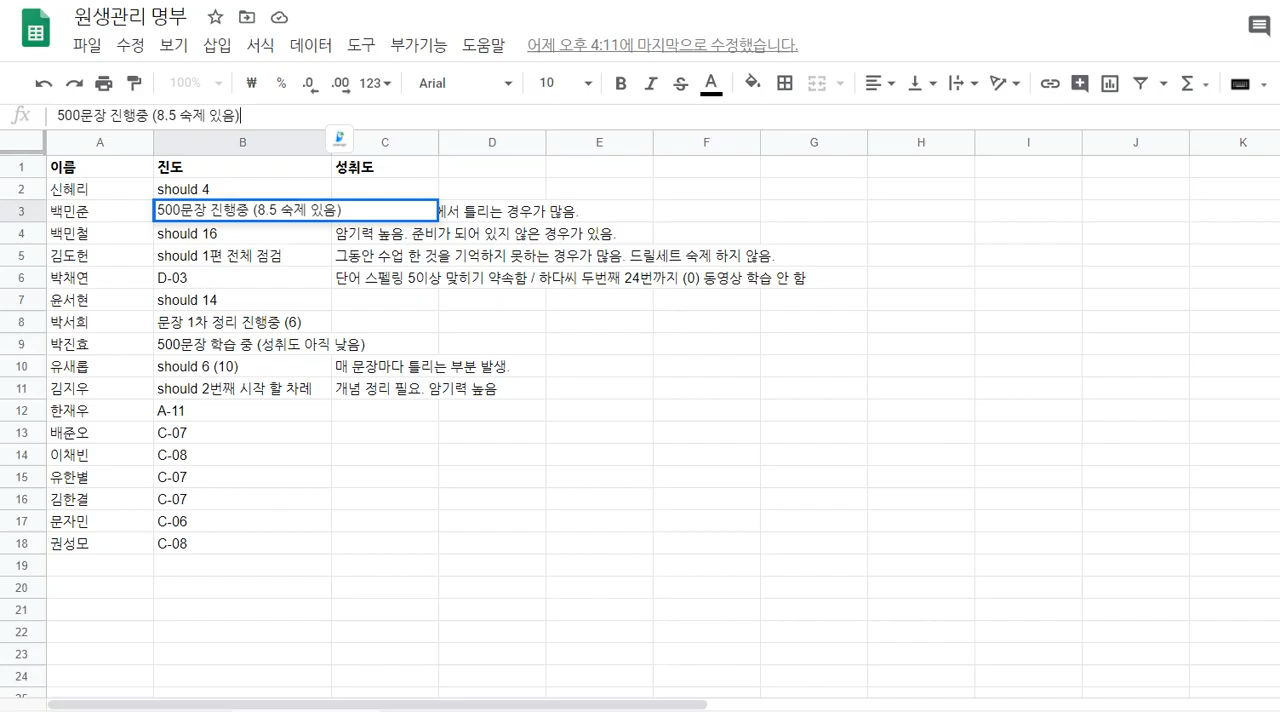 원생관리 명부
파일 수정 보기 삽입 서식 데이터 도구 부가기능 도움말 어제 오후 4:11에 마지막으로 수정했습니다.
100% ₩ % .0 .00 123 Arial 10 B I S A Σ
fx 500문장 진행중 (8.5 숙제 있음)
A B C D E F G H I J K
1 이름 진도 성취도
2 신혜리 should 4
3 백민준 500문장 진행중 (8.5 숙제 있음) 에서 틀리는 경우가 많음.
4 백민철 should 16 암기력 높음. 준비가 되어 있지 않은 경우가 있음.
5 김도헌 should 1편 전체 점검 그동안 수업 한 것을 기억하지 못하는 경우가 많음. 드릴세트 숙제 하지 않음.
6 박채연 D-03 단어 스펠링 5이상 맞히기 약속함 / 하다씨 두번째 24번까지 (0) 동영상 학습 안 함
7 윤서현 should 14
8 박서희 문장 1차 정리 진행중 (6)
9 박진효 500문장 학습 중 (성취도 아직 낮음)
10 유새롭 should 6 (10) 매 문장마다 틀리는 부분 발생.
11 김지우 should 2번째 시작 할 차례 개념 정리 필요. 암기력 높음
12 한재우 A-11
13 배준오 C-07
14 이채빈 C-08
15 유한별 C-07
16 김한결 C-07
17 문자민 C-06
18 권성모 C-08
19
20
21
22
23
24